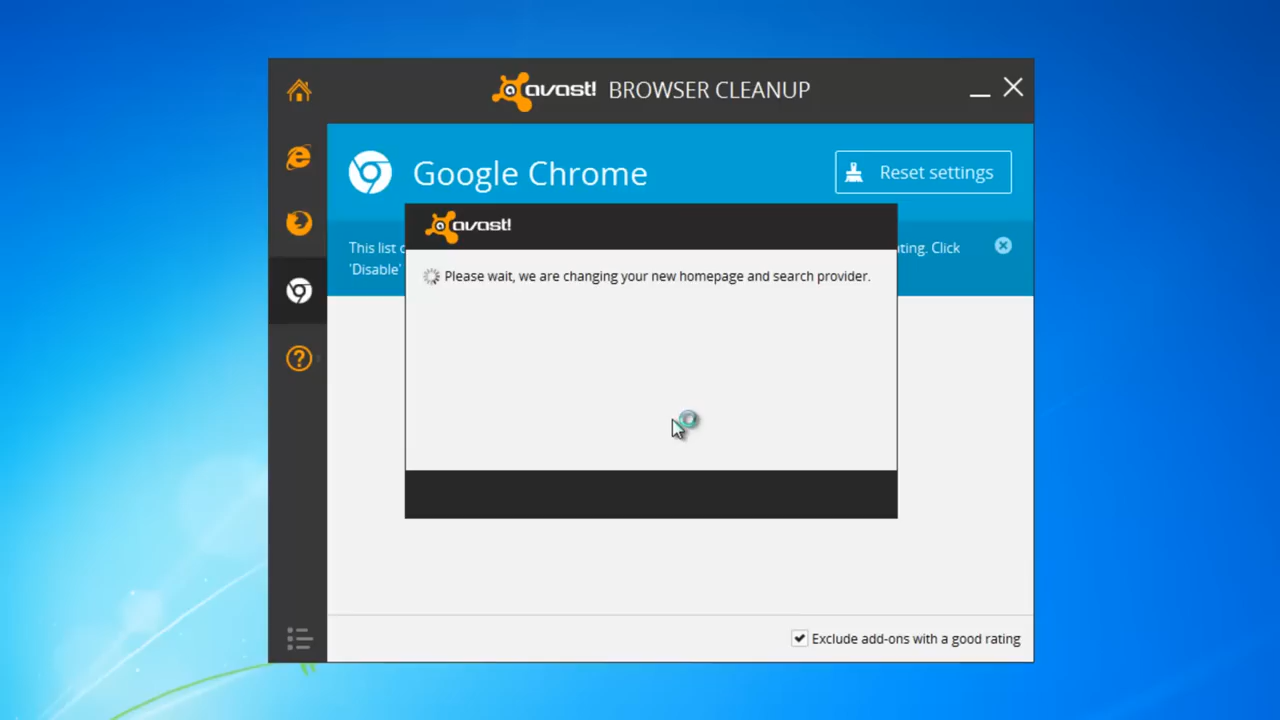 avast! BROWSER CLEANUP
Google Chrome
Reset settings
avast!
This list
ating. Click
'Disable'
Please wait, we are changing your new homepage and search provider.
Exclude add-ons with a good rating